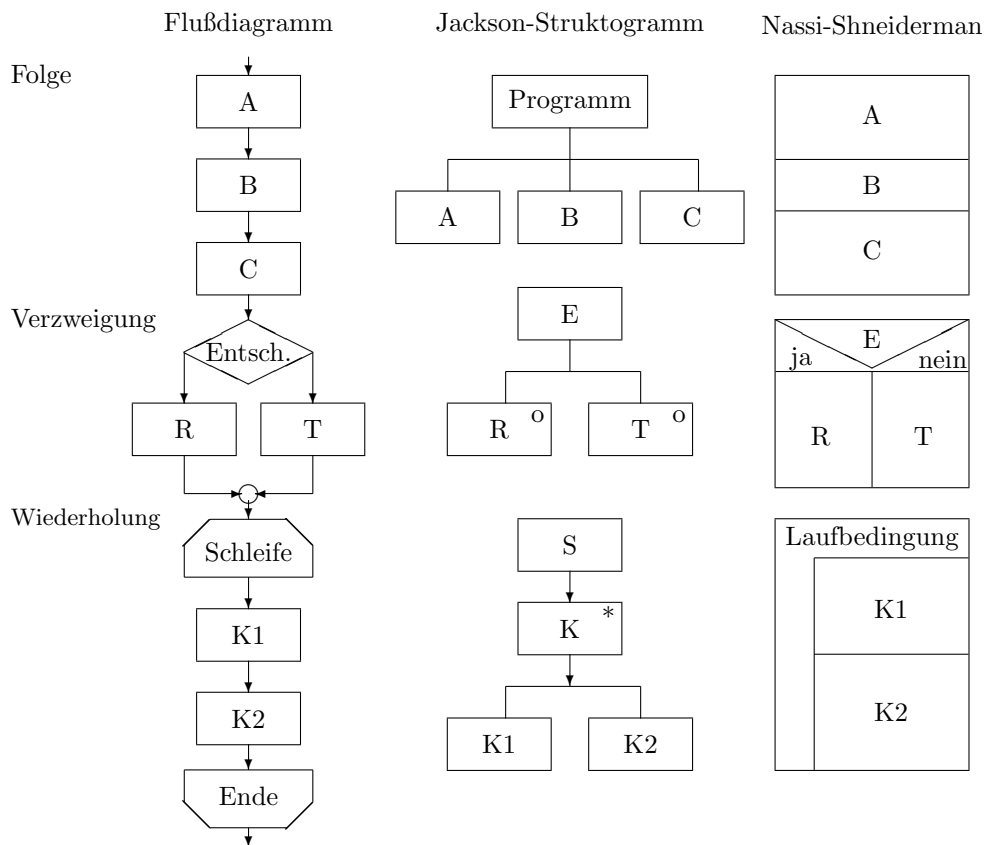 Flußdiagramm Jackson-Struktogramm Nassi-Shneiderman
Folge
A Programm A
B B
A B C
C C
Verzweigung
E
Entsch. E
ja nein
R T R o T o R T
Wiederholung
Schleife S Laufbedingung
K1 K * K1
K2 K1 K2 K2
Ende